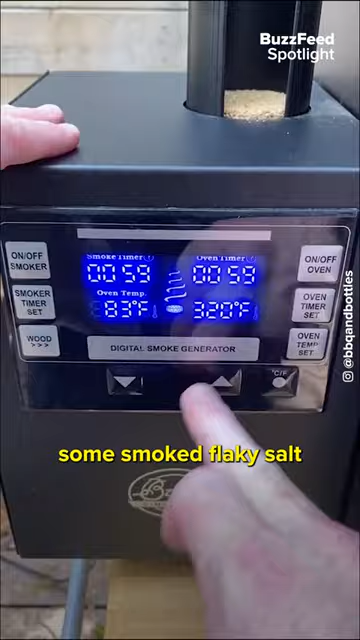 BuzzFeed
Spotlight
ON/OFF
SMOKER
SMOKER
TIMER
SET
WOOD
>>>
Smoke Timer
00:59
Oven Timer
00:59
Oven Temp.
83°F
320°F
ON/OFF
OVEN
OVEN
TIMER
SET
OVEN
TEMP
SET
DIGITAL SMOKE GENERATOR
°C/F
@bbqandbottles
some smoked flaky salt